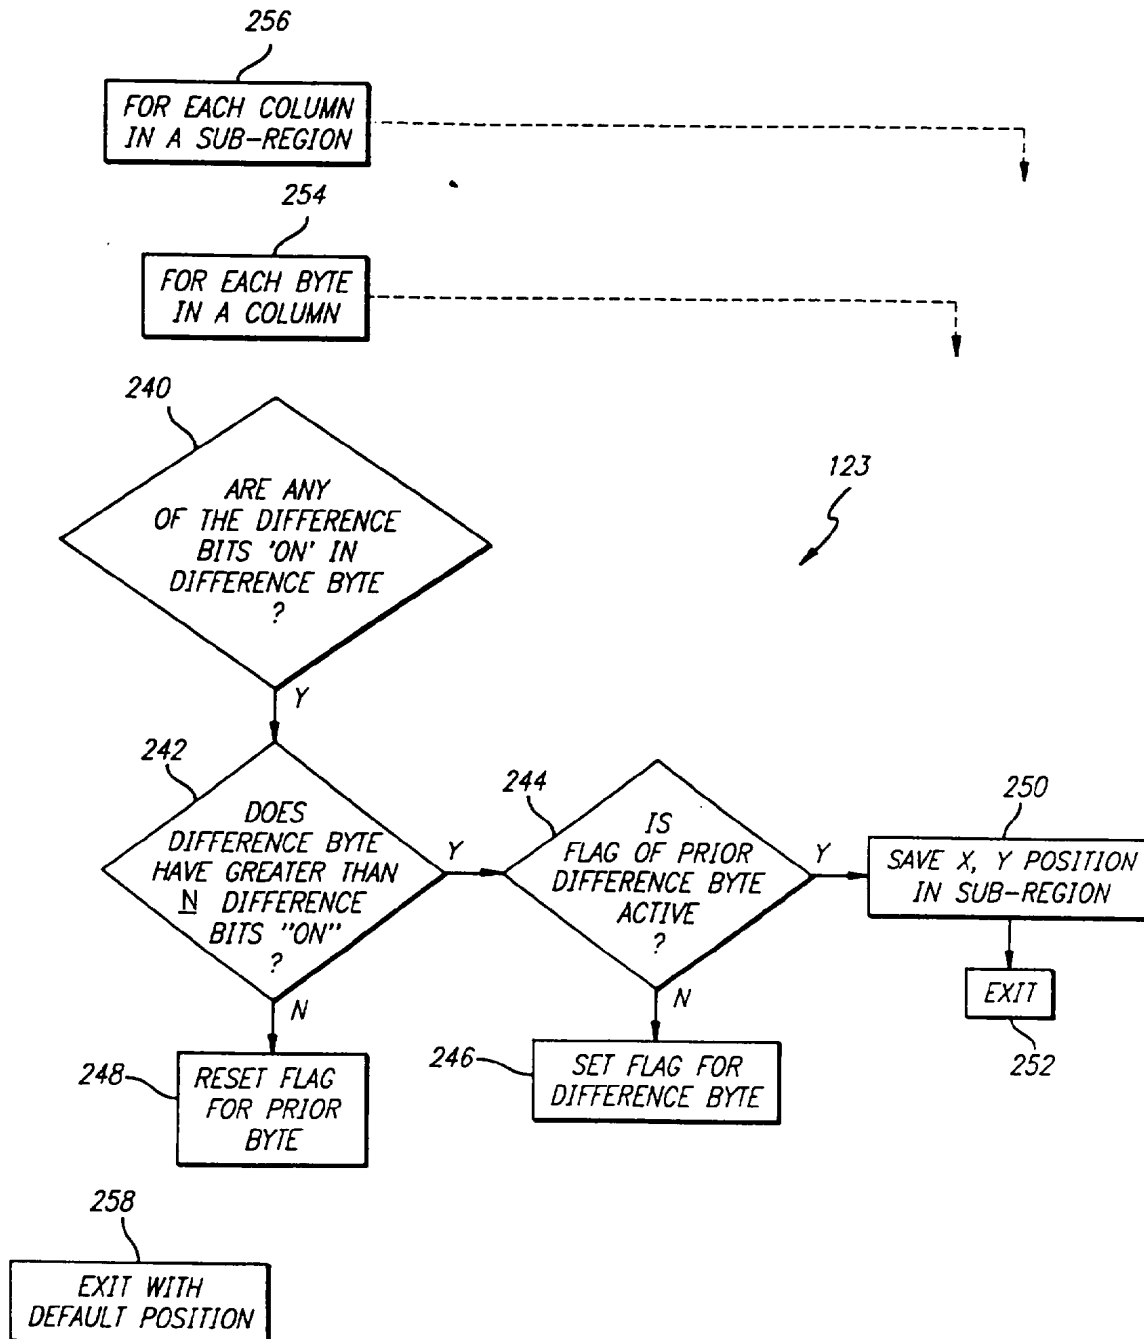 256
FOR EACH COLUMN
IN A SUB-REGION
254
FOR EACH BYTE
IN A COLUMN
240
ARE ANY
OF THE DIFFERENCE
BITS 'ON' IN
DIFFERENCE BYTE
?
123
Y
242
DOES
DIFFERENCE BYTE
HAVE GREATER THAN
N DIFFERENCE
BITS "ON"
?
Y
N
244
IS
FLAG OF PRIOR
DIFFERENCE BYTE
ACTIVE
?
Y
N
250
SAVE X, Y POSITION
IN SUB-REGION
EXIT
252
248
RESET FLAG
FOR PRIOR
BYTE
246
SET FLAG FOR
DIFFERENCE BYTE
258
EXIT WITH
DEFAULT POSITION